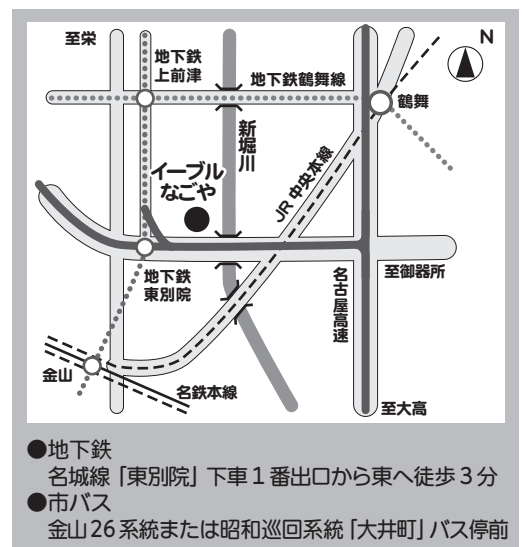 至栄
N
地下鉄
上前津
地下鉄鶴舞線
鶴舞
新堀川
イーブル
なごや
JR中央本線
地下鉄
東別院
名古屋高速
至御器所
金山
名鉄本線
至大高
●地下鉄
名城線「東別院」下車1番出口から東へ徒歩3分
●市バス
金山26系統または昭和巡回系統「大井町」バス停前